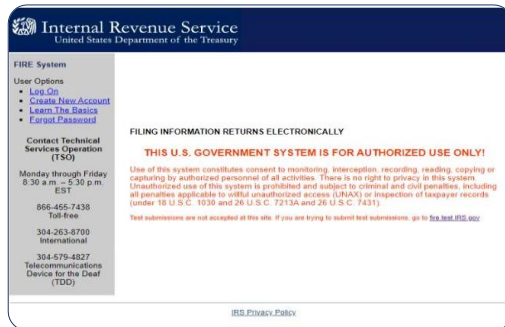 Internal Revenue Service
United States Department of the Treasury
FIRE System
User Options
Log On
Create New Account
Learn The Basics
Forgot Password
Contact Technical
Services Operation
(TSO)
Monday through Friday
8:30 a.m. – 5:30 p.m.
EST
866-455-7438
Toll-free
304-263-8700
International
304-579-4827
Telecommunications
Device for the Deaf
(TDD)
FILING INFORMATION RETURNS ELECTRONICALLY
THIS U.S. GOVERNMENT SYSTEM IS FOR AUTHORIZED USE ONLY!
Use of this system constitutes consent to monitoring, interception, recording, reading, copying or
capturing by authorized personnel of all activities. There is no right to privacy in this system.
Unauthorized use of this system is prohibited and subject to criminal and civil penalties, including
all penalties applicable to willful unauthorized access (UNAX) or inspection of taxpayer records
(under 18 U.S.C. 1030 and 26 U.S.C. 7213A and 26 U.S.C. 7431).
Test submissions are not accepted at this site. If you are trying to submit test submissions, go to fire.test.IRS.gov
IRS Privacy Policy